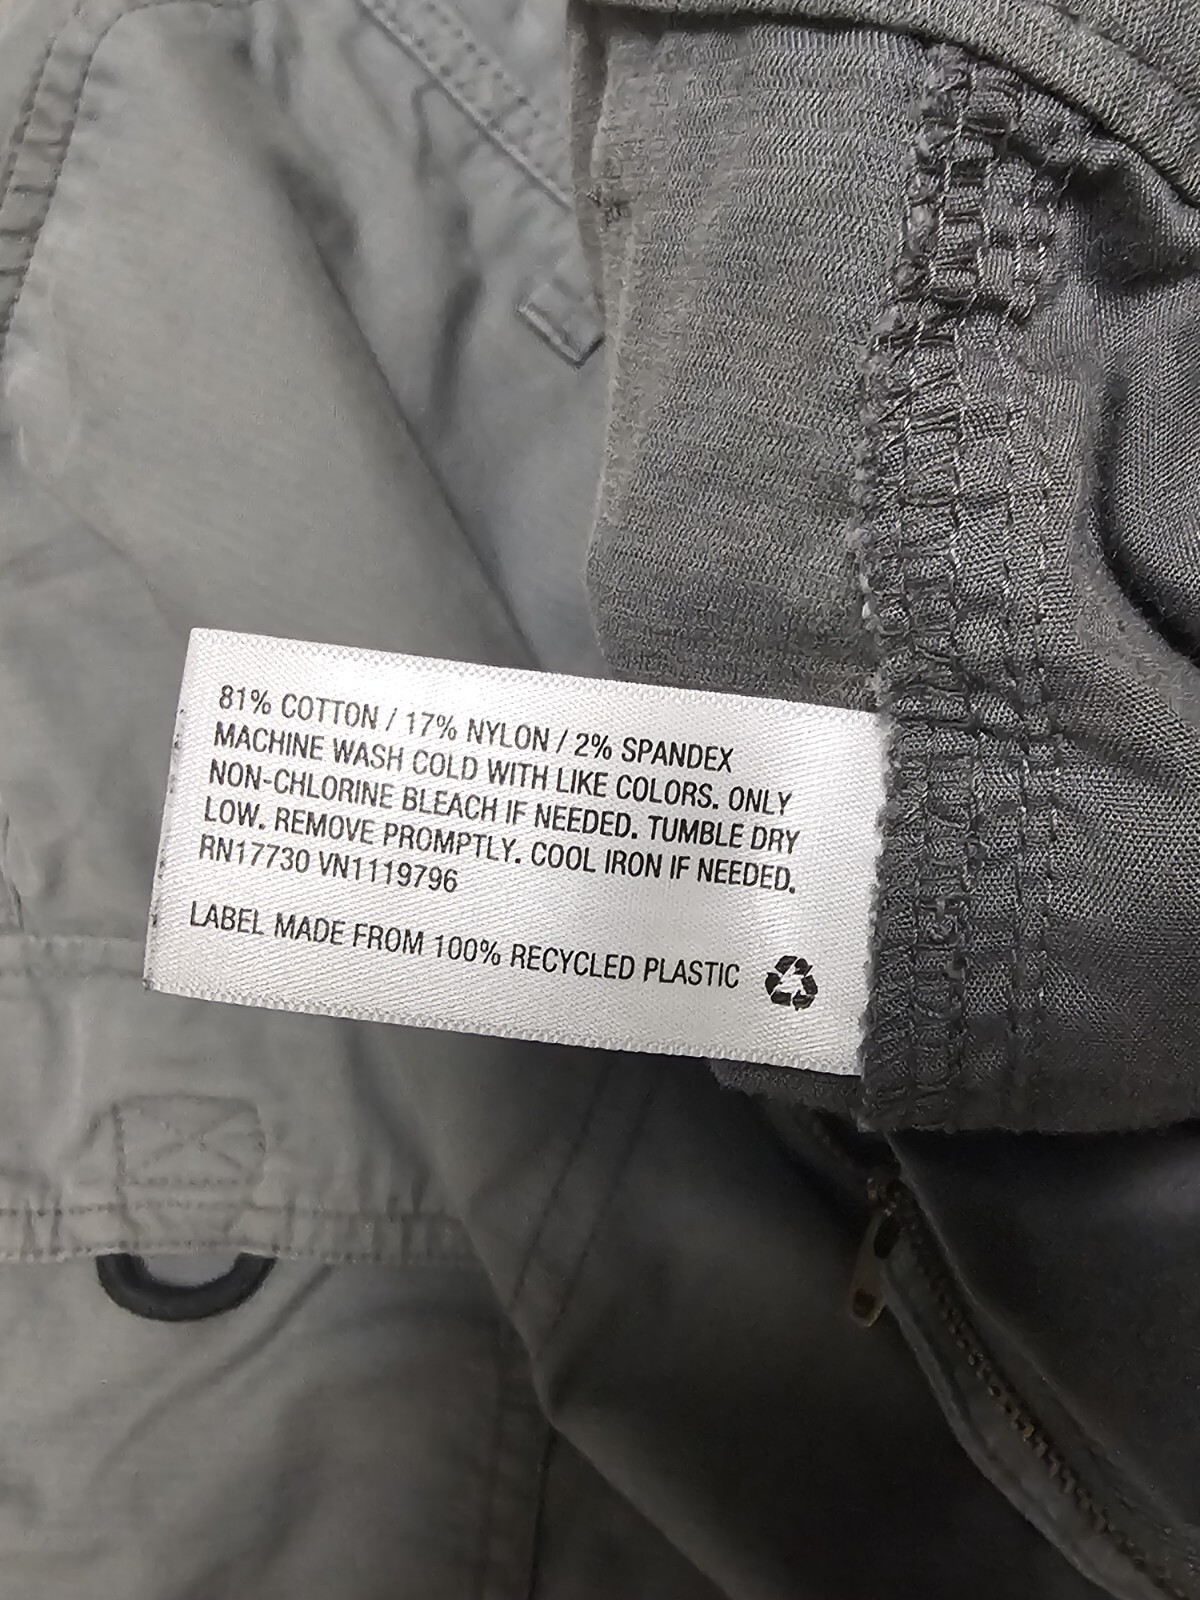 81% COTTON / 17% NYLON / 2% SPANDEX
MACHINE WASH COLD WITH LIKE COLORS. ONLY
NON-CHLORINE BLEACH IF NEEDED. TUMBLE DRY
LOW. REMOVE PROMPTLY. COOL IRON IF NEEDED.
RN17730 VN1119796
LABEL MADE FROM 100% RECYCLED PLASTIC